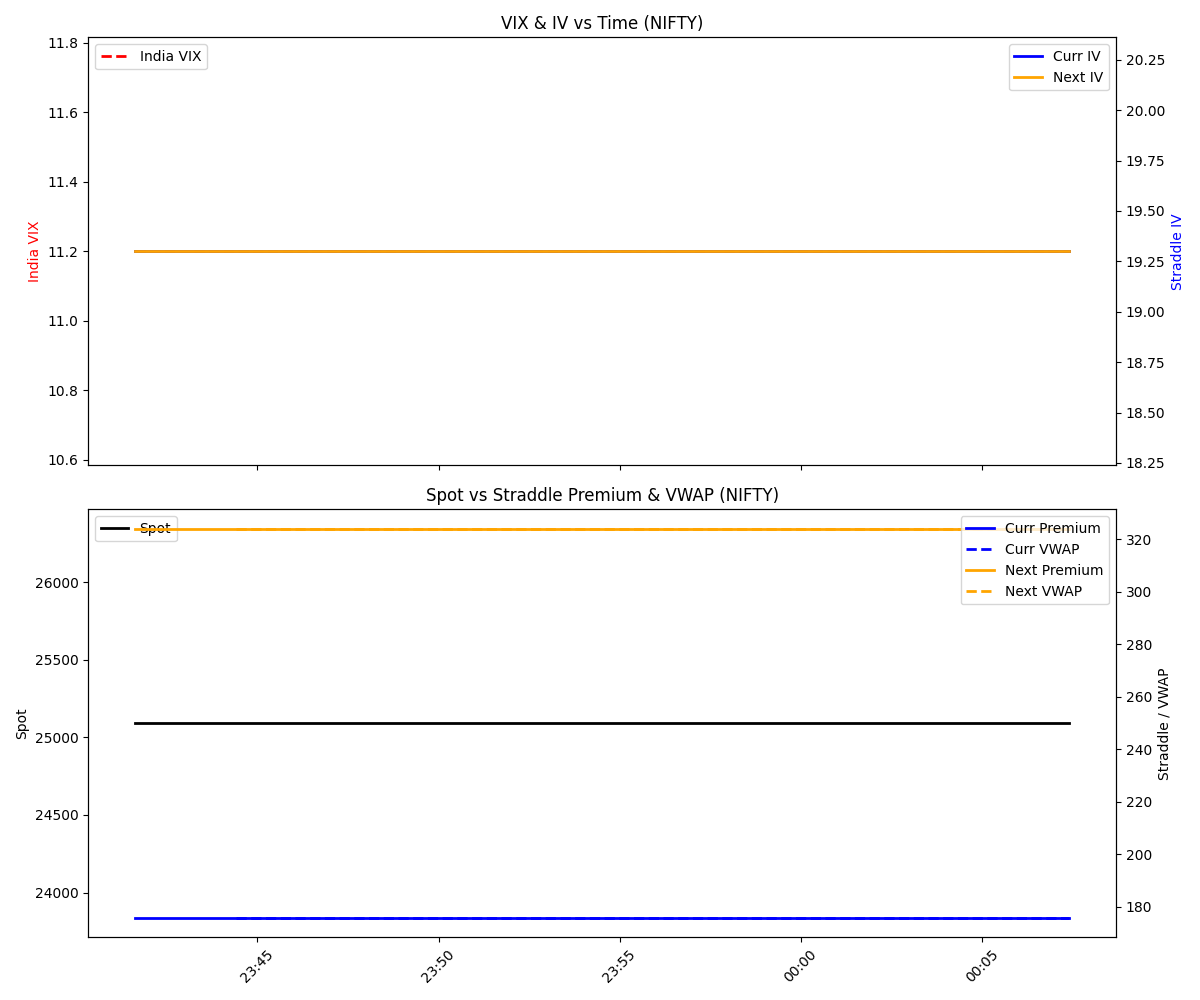 VIX & IV vs Time (NIFTY)
India VIX
Curr IV
Next IV
11.8
11.6
11.4
11.2
11.0
10.8
10.6
India VIX
20.25
20.00
19.75
19.50
19.25
19.00
18.75
18.50
18.25
Straddle IV
Spot vs Straddle Premium & VWAP (NIFTY)
Spot
Curr Premium
Curr VWAP
Next Premium
Next VWAP
26000
25500
25000
24500
24000
Spot
320
300
280
260
240
220
200
180
Straddle / VWAP
23:45
23:50
23:55
00:00
00:05